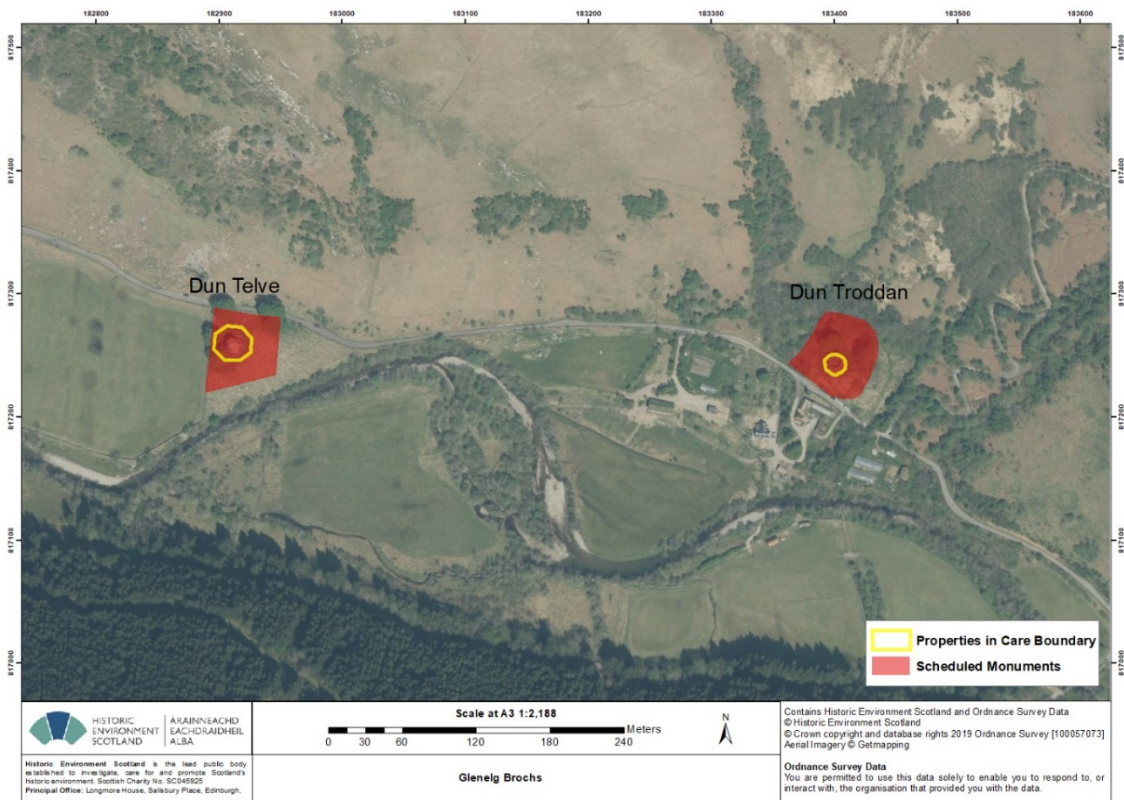 182800 182900 183000 183100 183200 183300 183400 183500 183600
817500 817500
817400 817400
817300 817300
817200 817200
817100 817100
817000 817000
Dun Telve
Dun Troddan
Properties in Care Boundary
Scheduled Monuments
HISTORIC
ENVIRONMENT
SCOTLAND
ÀRAINNEACHD
EACHDRAIDHEIL
ALBA
Historic Environment Scotland is the lead public body
established to investigate, care for and promote Scotland's
historic environment. Scottish Charity No. SC045925
Principal Office: Longmore House, Salisbury Place, Edinburgh,
Scale at A3 1:2,188
Meters
0 30 60 120 180 240
N
Glenelg Brochs
Contains Historic Environment Scotland and Ordnance Survey Data
© Historic Environment Scotland
© Crown copyright and database rights 2019 Ordnance Survey [100057073]
Aerial Imagery © Getmapping
Ordnance Survey Data
You are permitted to use this data solely to enable you to respond to, or
interact with, the organisation that provided you with the data.